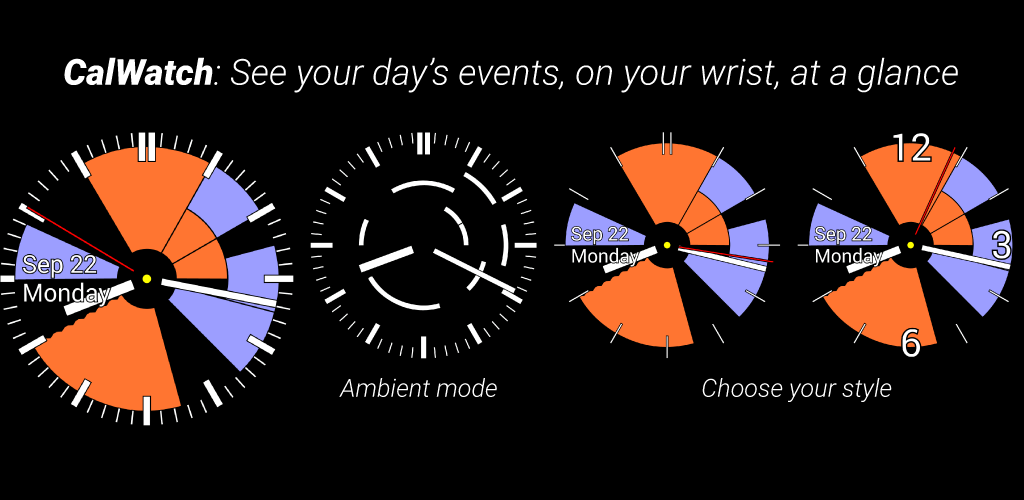 CalWatch: See your day's events, on your wrist, at a glance
Sep 22
Monday
Sep 22
Monday
12
Sep 22
Monday
3
6
Ambient mode
Choose your style